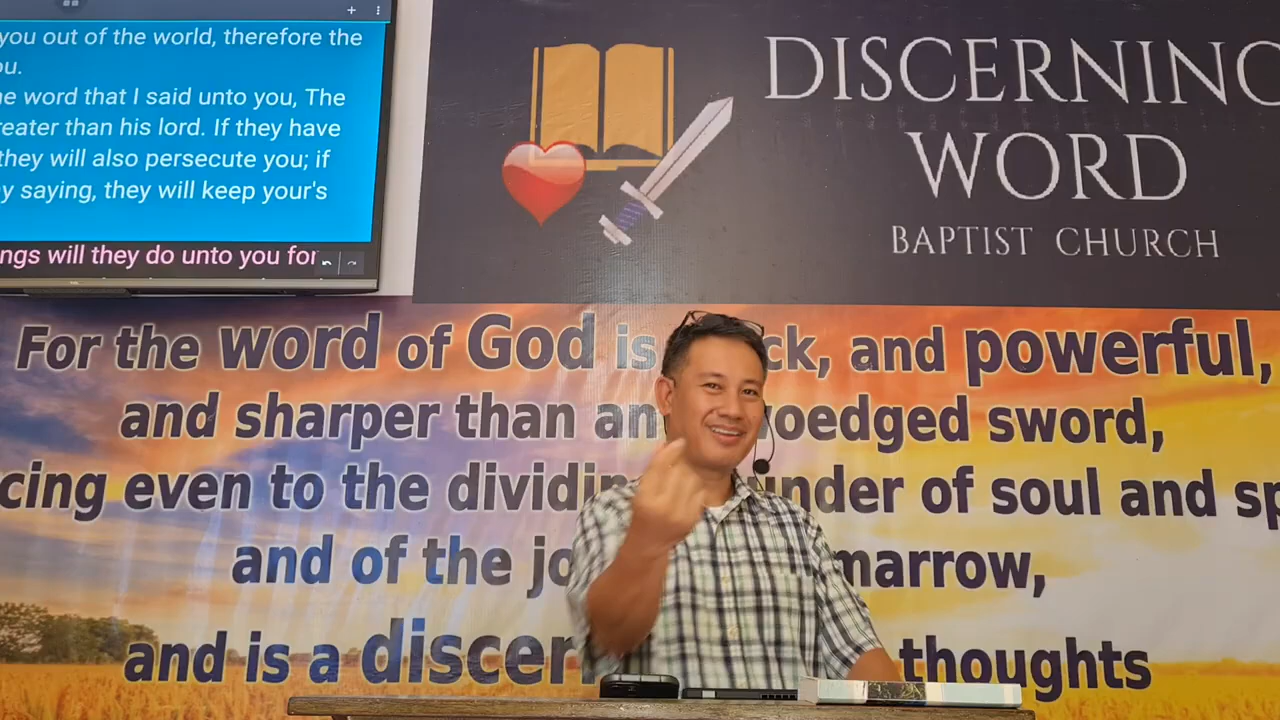 you out of the world, therefore the
ou.
e word that I said unto you, The
reater than his lord. If they have
they will also persecute you; if
y saying, they will keep your's
ngs will they do unto you for
DISCERNING
WORD
BAPTIST CHURCH
For the word of God is ck, and powerful,
and sharper than an woedged sword,
cing even to the dividin under of soul and sp
and of the jo marrow,
and is a discer thoughts